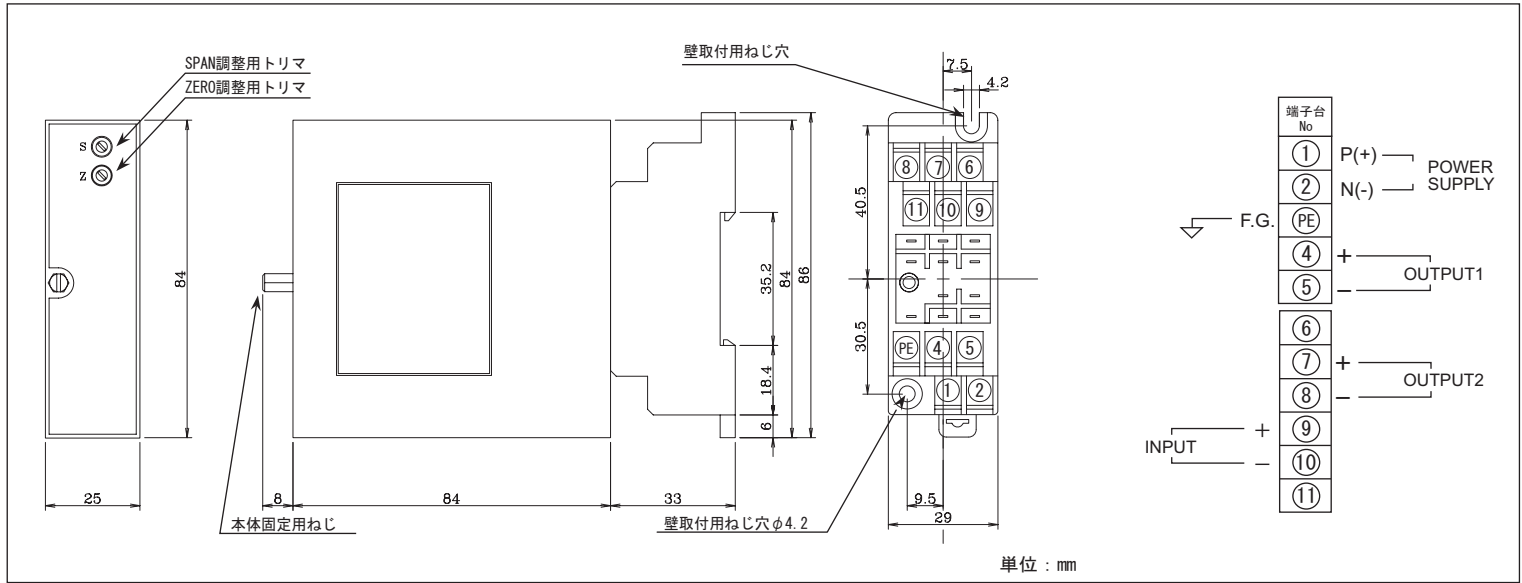 SPAN調整用トリマ
ZERO調整用トリマ
S
Z
84
25
8
84
33
本体固定用ねじ
35.2
18.4
6
84
86
壁取付用ねじ穴
7.5
4.2
40.5
30.5
8 7 6
11 10 9
PE 4 5
1 2
9.5
29
壁取付用ねじ穴φ4.2
単位：mm
端子台
No
① P(+)
② N(-)
POWER
SUPPLY
F.G. PE
④ +
⑤ −
OUTPUT1
⑥
⑦ +
⑧ −
OUTPUT2
INPUT
+ ⑨
− ⑩
⑪